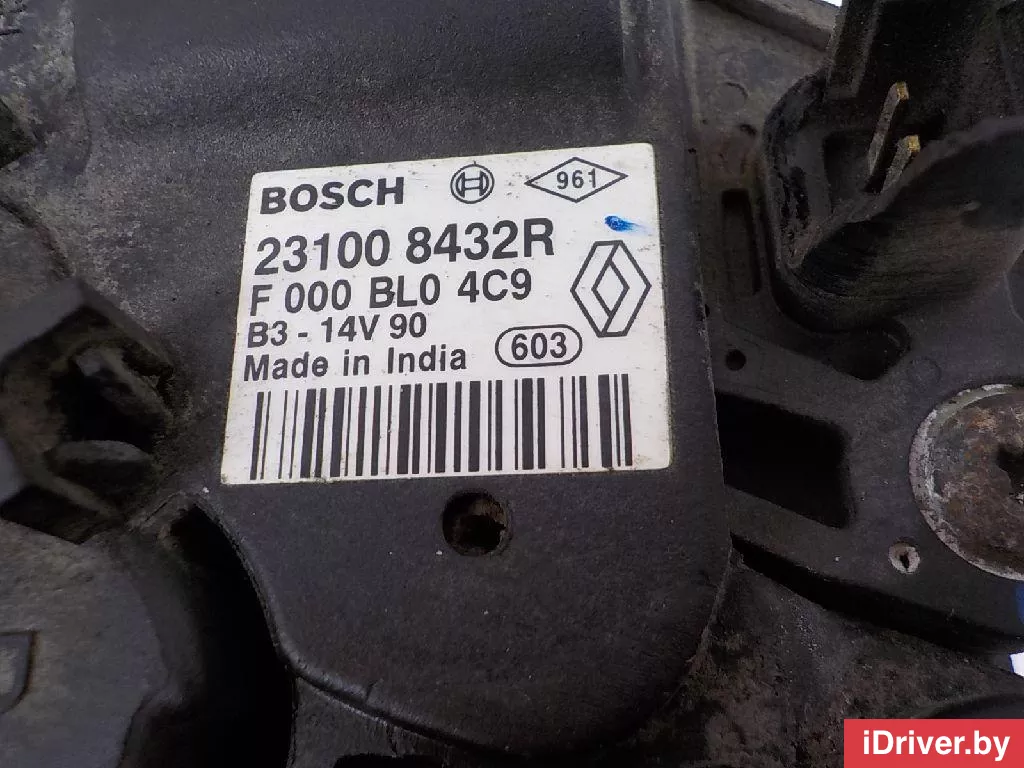 BOSCH 961
23100 8432R
F 000 BL0 4C9
B3 - 14V 90
Made in India 603
iDriver.by